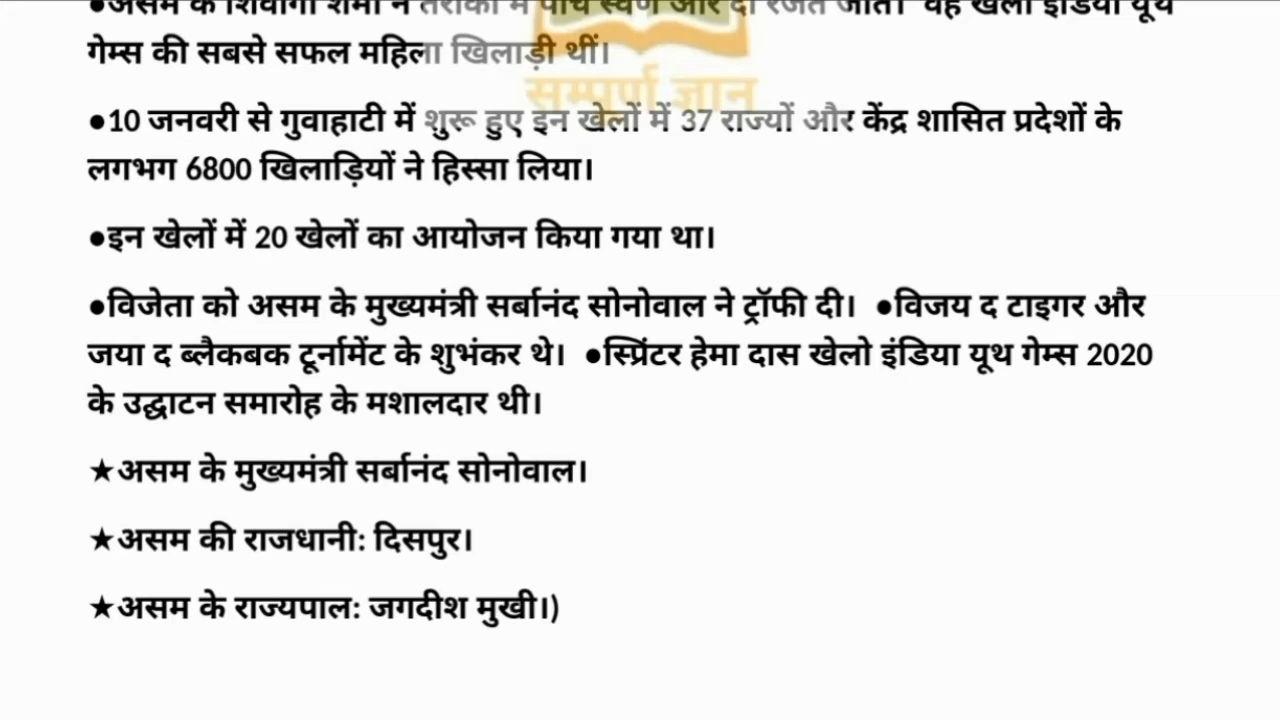 ●असम के शिवांगी शर्मा ने तैराकी में पांच स्वर्ण और दो रजत जीते। वह खेलो इंडिया यूथ
गेम्स की सबसे सफल महिला खिलाड़ी थीं।
सम्पूर्ण ज्ञान
●10 जनवरी से गुवाहाटी में शुरू हुए इन खेलों में 37 राज्यों और केंद्र शासित प्रदेशों के
लगभग 6800 खिलाड़ियों ने हिस्सा लिया।
●इन खेलों में 20 खेलों का आयोजन किया गया था।
●विजेता को असम के मुख्यमंत्री सर्बानंद सोनोवाल ने ट्रॉफी दी। ●विजय द टाइगर और
जया द ब्लैकबक टूर्नामेंट के शुभंकर थे। ●स्प्रिंटर हेमा दास खेलो इंडिया यूथ गेम्स 2020
के उद्घाटन समारोह के मशालदार थी।
★असम के मुख्यमंत्री सर्बानंद सोनोवाल।
★असम की राजधानी: दिसपुर।
★असम के राज्यपाल: जगदीश मुखी।)